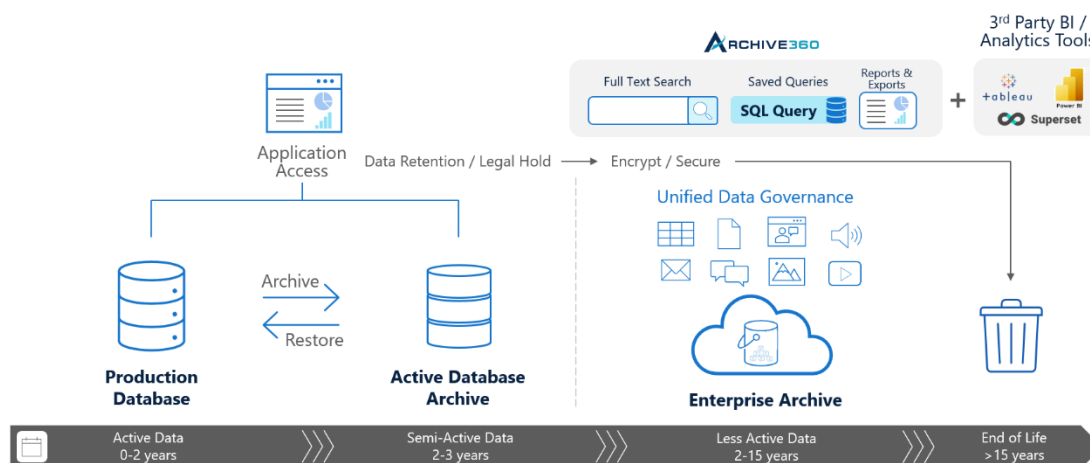 ARCHIVE360
3rd Party BI /
Analytics Tools
Full Text Search
Saved Queries
SQL Query
Reports &
Exports
+
+ableau
Power BI
Superset
Application
Access
Data Retention / Legal Hold
Encrypt / Secure
Unified Data Governance
Archive
Restore
Production
Database
Active Database
Archive
Enterprise Archive
Active Data
0-2 years
Semi-Active Data
2-3 years
Less Active Data
2-15 years
End of Life
>15 years